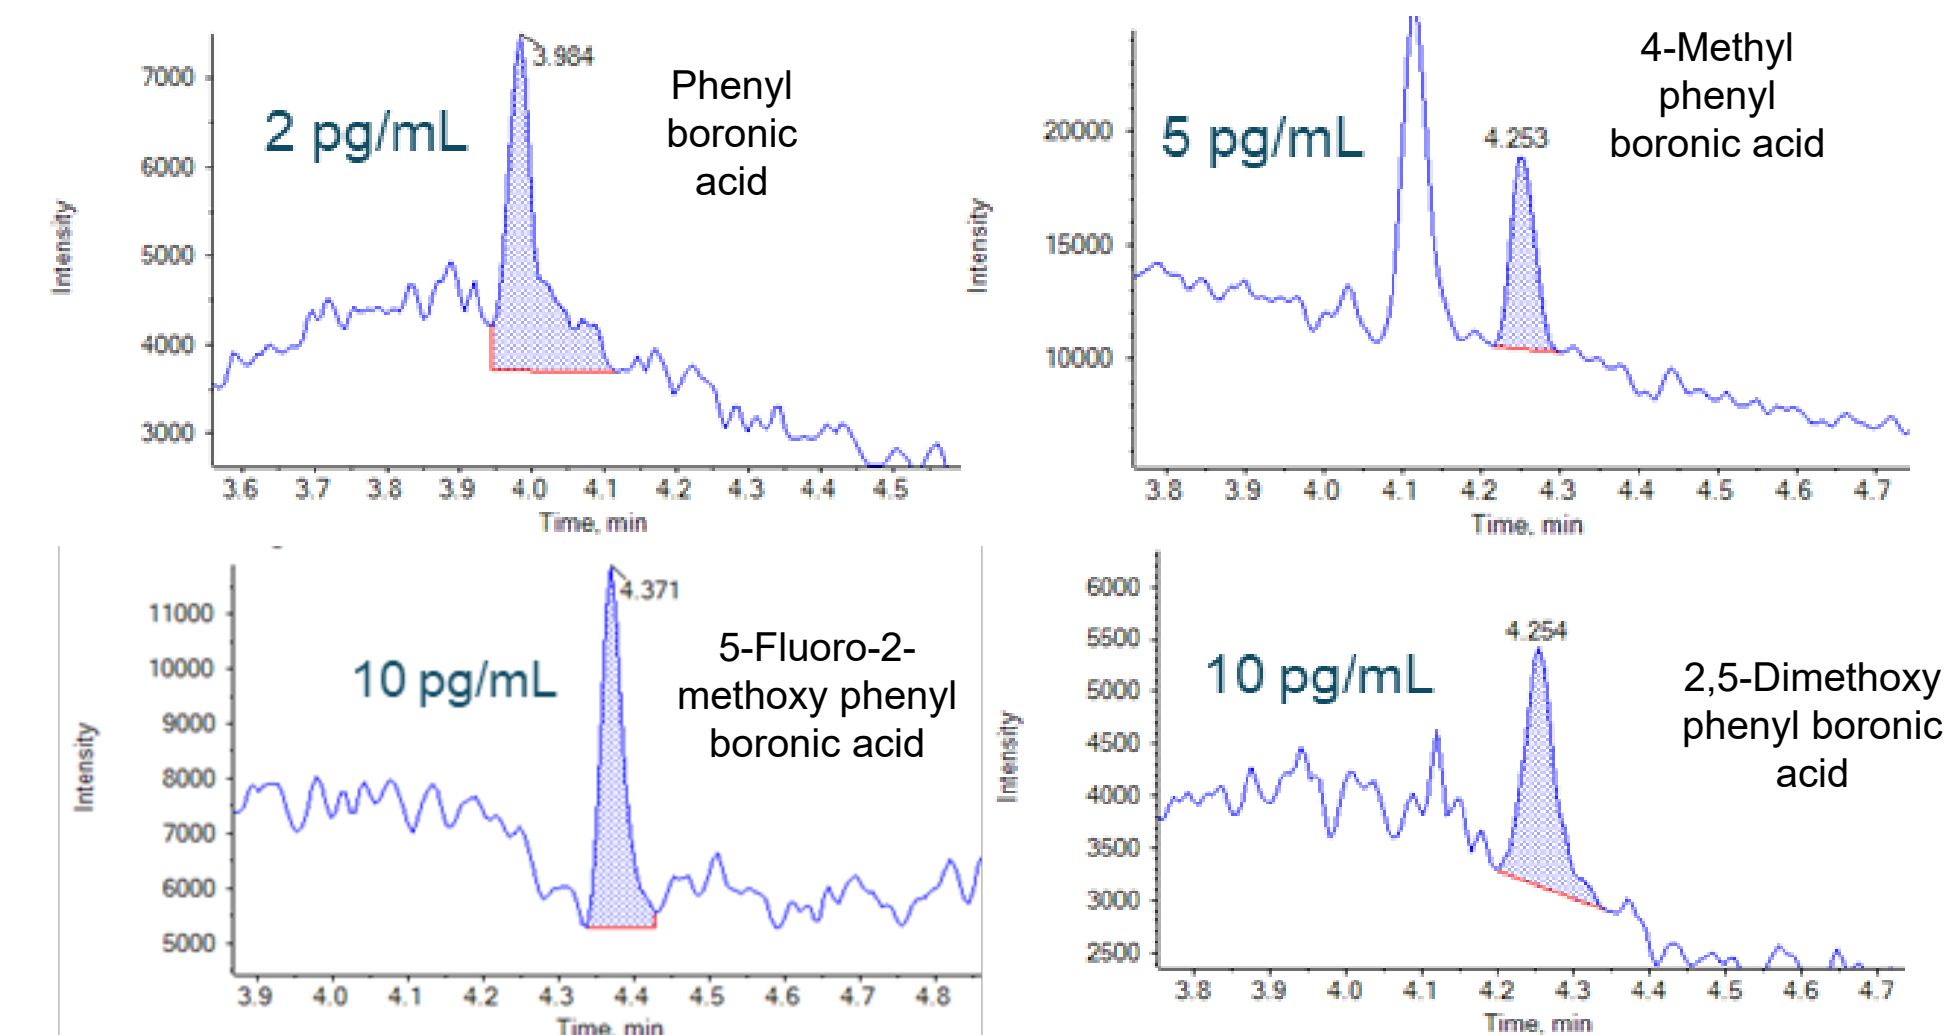 7000
6000
5000
4000
3000
Intensity
2 pg/mL
3.984
Phenyl
boronic
acid
3.6 3.7 3.8 3.9 4.0 4.1 4.2 4.3 4.4 4.5
Time, min
20000
15000
10000
Intensity
5 pg/mL
4.253
4-Methyl
phenyl
boronic acid
3.8 3.9 4.0 4.1 4.2 4.3 4.4 4.5 4.6 4.7
Time, min
11000
10000
9000
8000
7000
6000
5000
Intensity
10 pg/mL
4.371
5-Fluoro-2-
methoxy phenyl
boronic acid
3.9 4.0 4.1 4.2 4.3 4.4 4.5 4.6 4.7 4.8
Time, min
6000
5500
5000
4500
4000
3500
3000
2500
Intensity
10 pg/mL
4.254
2,5-Dimethoxy
phenyl boronic
acid
3.8 3.9 4.0 4.1 4.2 4.3 4.4 4.5 4.6 4.7
Time, min